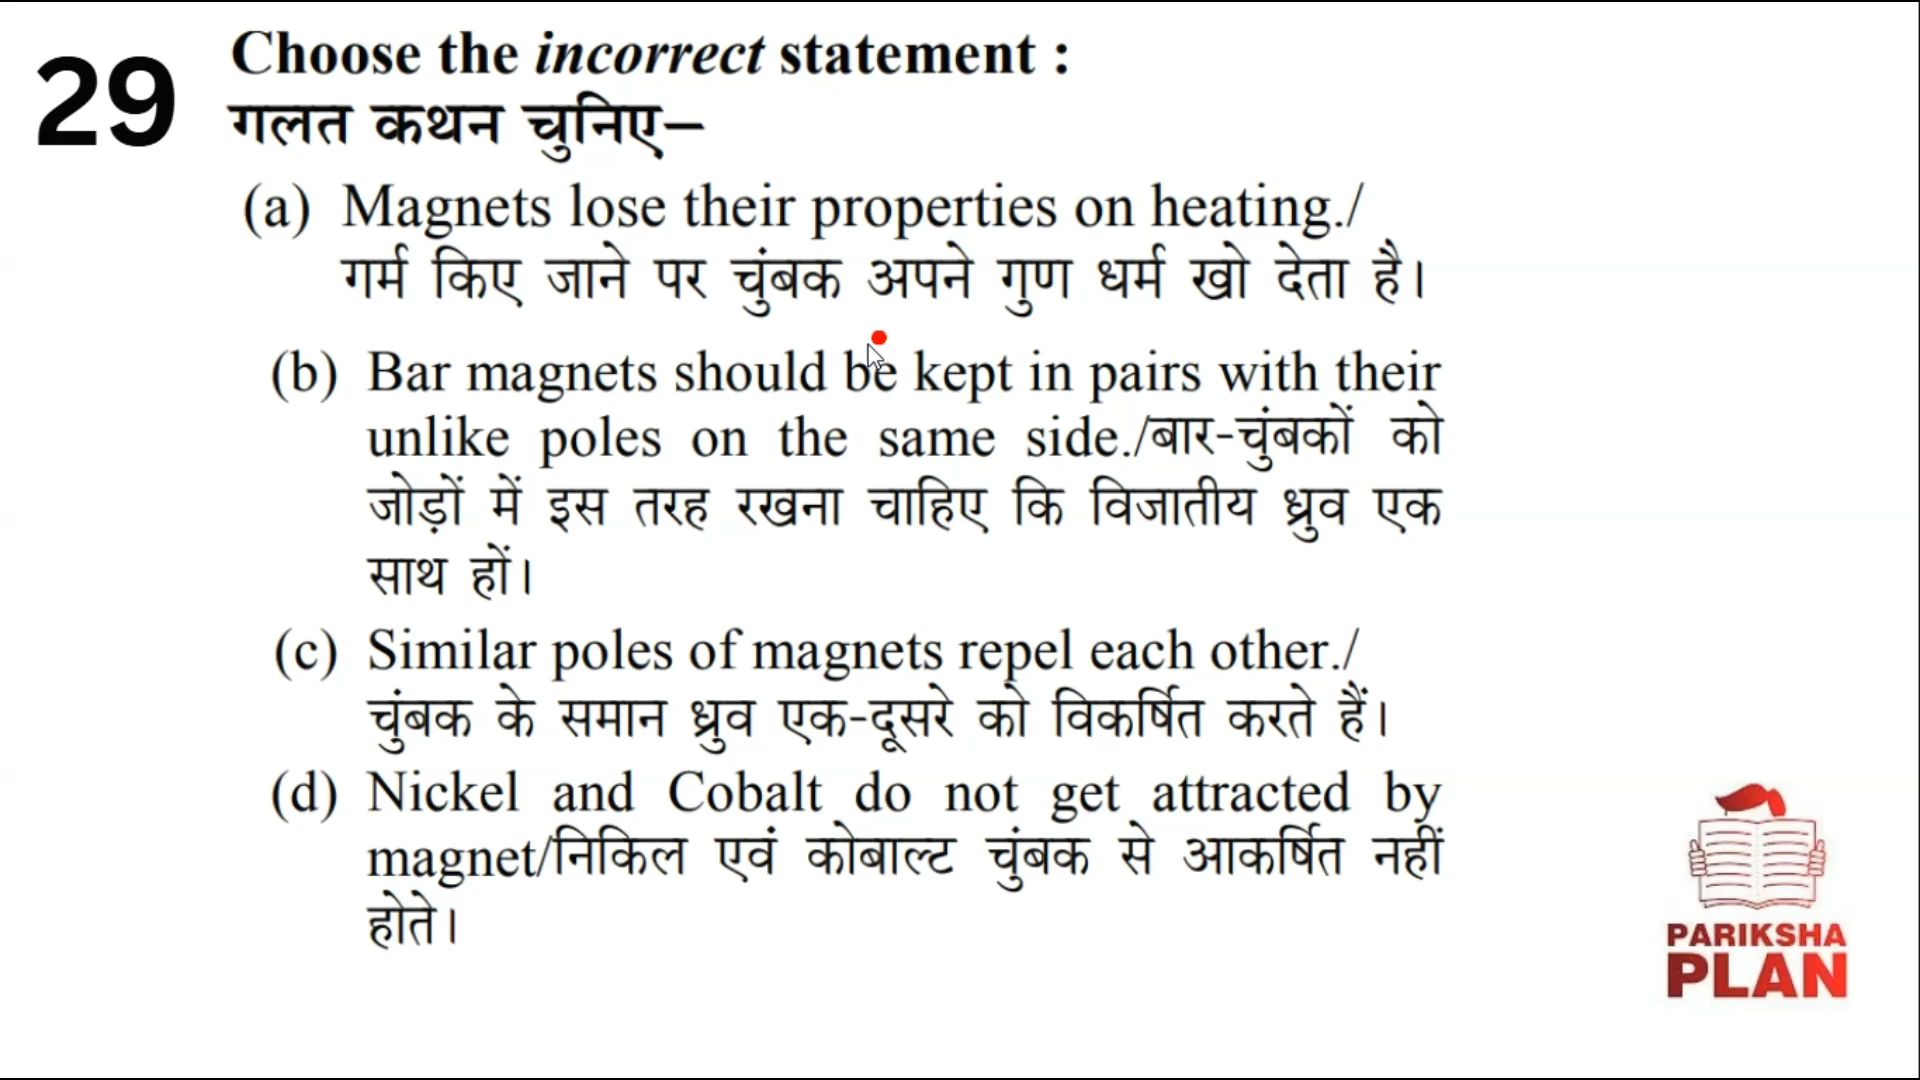 29
Choose the incorrect statement :
गलत कथन चुनिए–
(a) Magnets lose their properties on heating./
गर्म किए जाने पर चुंबक अपने गुण धर्म खो देता है।
(b) Bar magnets should be kept in pairs with their
unlike poles on the same side./बार-चुंबकों को
जोड़ों में इस तरह रखना चाहिए कि विजातीय ध्रुव एक
साथ हों।
(c) Similar poles of magnets repel each other./
चुंबक के समान ध्रुव एक-दूसरे को विकर्षित करते हैं।
(d) Nickel and Cobalt do not get attracted by
magnet/निकिल एवं कोबाल्ट चुंबक से आकर्षित नहीं
होते।
PARIKSHA
PLAN